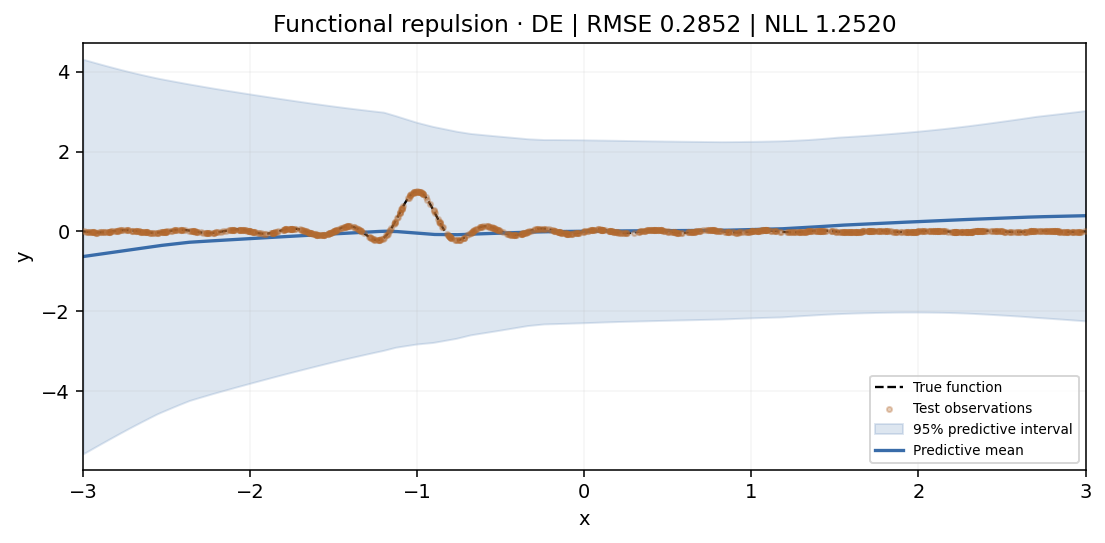 Functional repulsion · DE | RMSE 0.2852 | NLL 1.2520
4
2
0
−2
−4
y
−3
−2
−1
0
1
2
3
x
True function
Test observations
95% predictive interval
Predictive mean